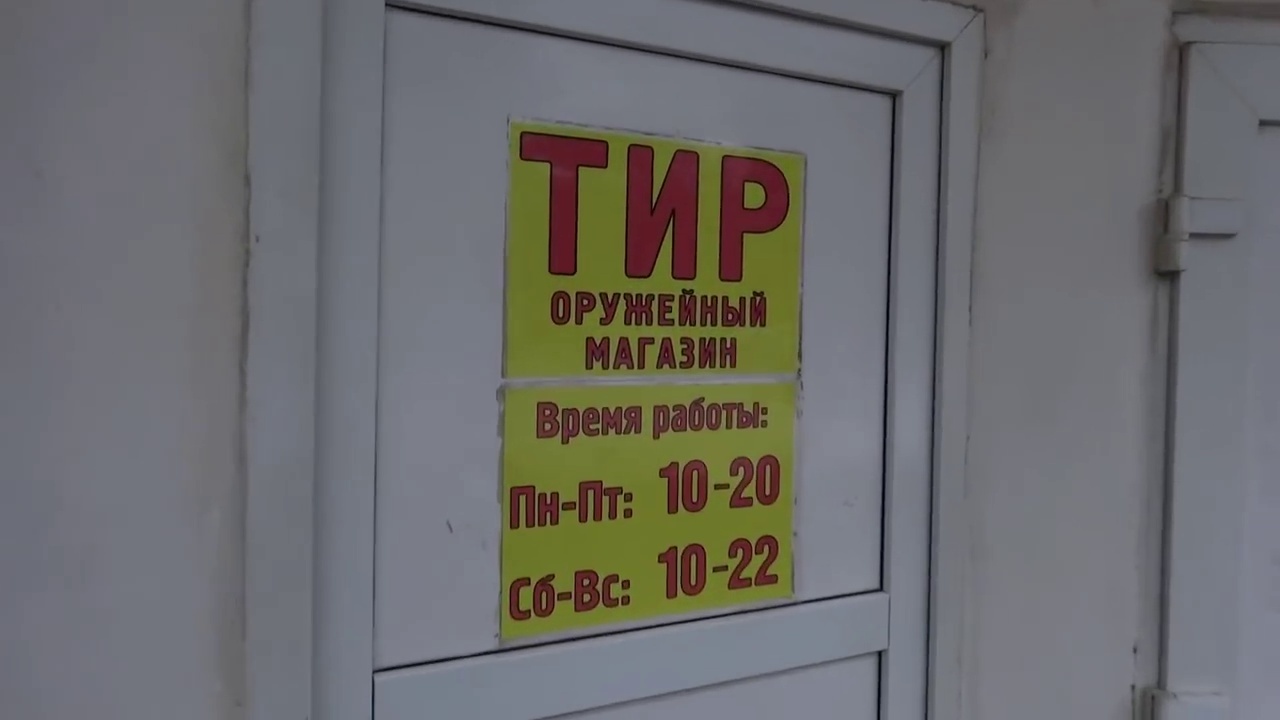 ТИР
ОРУЖЕЙНЫЙ
МАГАЗИН
Время работы:
Пн-Пт: 10-20
Сб-Вс: 10-22